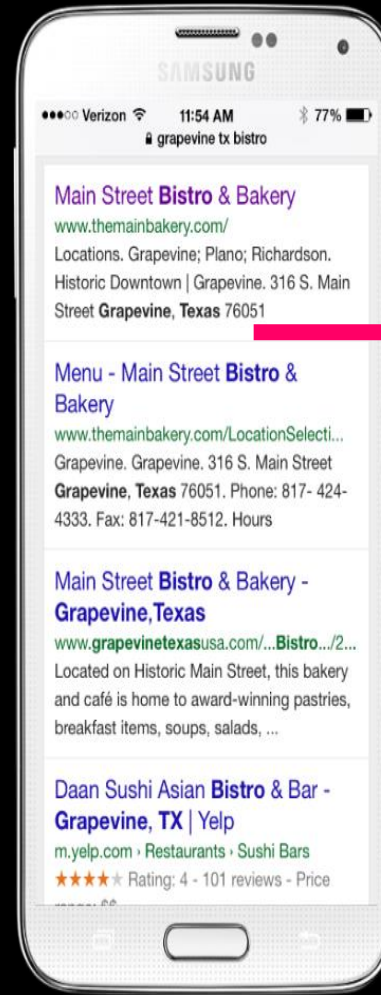 SAMSUNG
●●●○○ Verizon 11:54 AM 77%
grapevine tx bistro
Main Street Bistro & Bakery
www.themainbakery.com/
Locations. Grapevine; Plano; Richardson.
Historic Downtown | Grapevine. 316 S. Main
Street Grapevine, Texas 76051
Menu - Main Street Bistro &
Bakery
www.themainbakery.com/LocationSelecti...
Grapevine. Grapevine. 316 S. Main Street
Grapevine, Texas 76051. Phone: 817- 424-
4333. Fax: 817-421-8512. Hours
Main Street Bistro & Bakery -
Grapevine,Texas
www.grapevinetexasusa.com/...Bistro.../2...
Located on Historic Main Street, this bakery
and café is home to award-winning pastries,
breakfast items, soups, salads, ...
Daan Sushi Asian Bistro & Bar -
Grapevine, TX | Yelp
m.yelp.com › Restaurants › Sushi Bars
★★★★★ Rating: 4 - 101 reviews - Price
range: $$